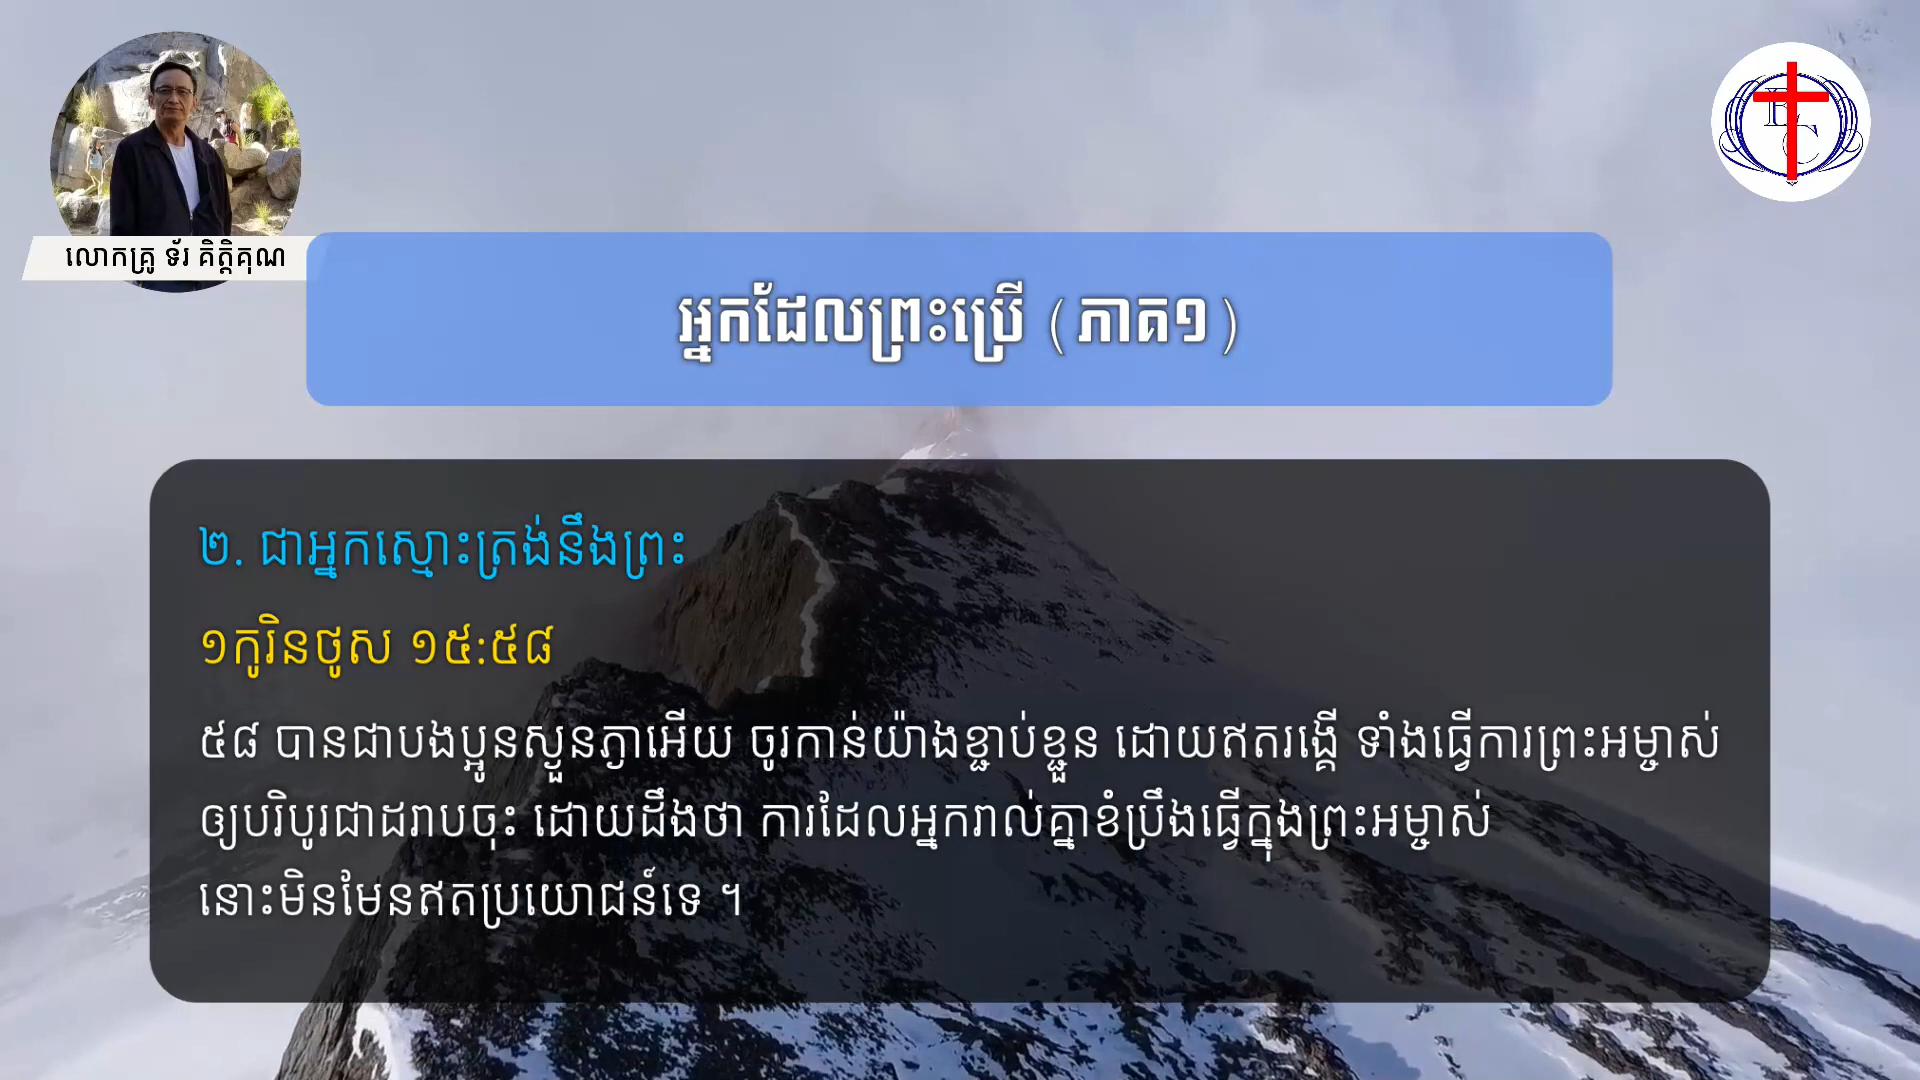 លោកគ្រូ ទ័រ គិត្តិគុណ
អ្នកដែលព្រះប្រើ (ភាគ១)
២. ជាអ្នកស្មោះត្រង់នឹងព្រះ
១កូរិនថូស ១៥:៥៨
៥៨ បានជាបងប្អូនស្ងួនភ្ងាអើយ ចូរកាន់យ៉ាងខ្ជាប់ខ្ជួន ដោយឥតរង្គើ ទាំងធ្វើការព្រះអម្ចាស់
ឲ្យបរិបូរជាដរាបចុះ ដោយដឹងថា ការដែលអ្នករាល់គ្នាខំប្រឹងធ្វើក្នុងព្រះអម្ចាស់
នោះមិនមែនឥតប្រយោជន៍ទេ ។